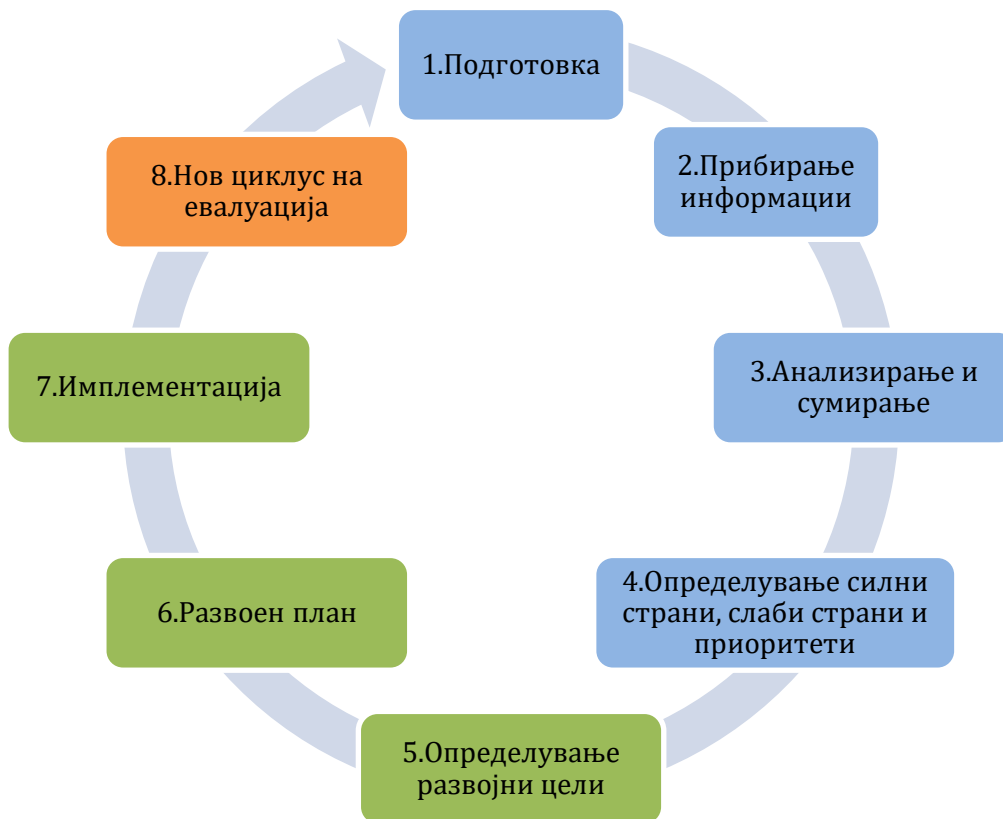 1.Подготовка
2.Прибирање
информации
3.Анализирање и
сумирање
4.Определување силни
страни, слаби страни и
приоритети
5.Определување
развојни цели
6.Развоен план
7.Имплементација
8.Нов циклус на
евалуација